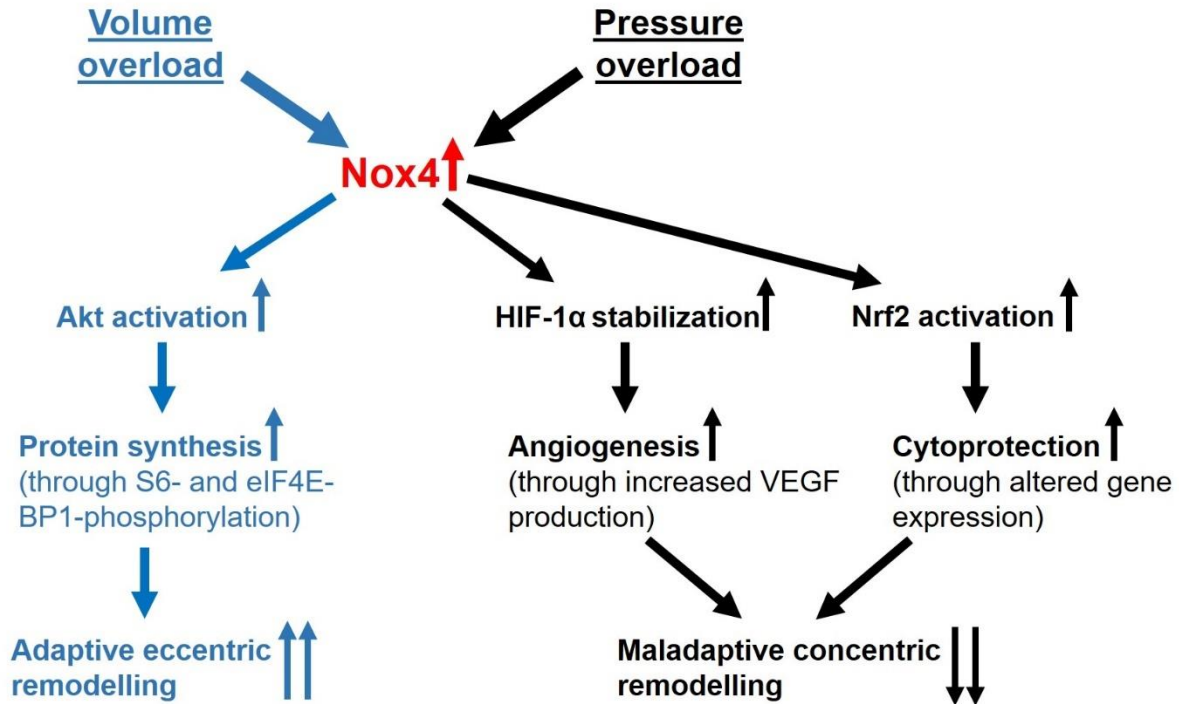 Volume
overload
Pressure
overload
Nox4
Akt activation
HIF-1α stabilization
Nrf2 activation
Protein synthesis
(through S6- and eIF4E-
BP1-phosphorylation)
Angiogenesis
(through increased VEGF
production)
Cytoprotection
(through altered gene
expression)
Adaptive eccentric
remodelling
Maladaptive concentric
remodelling